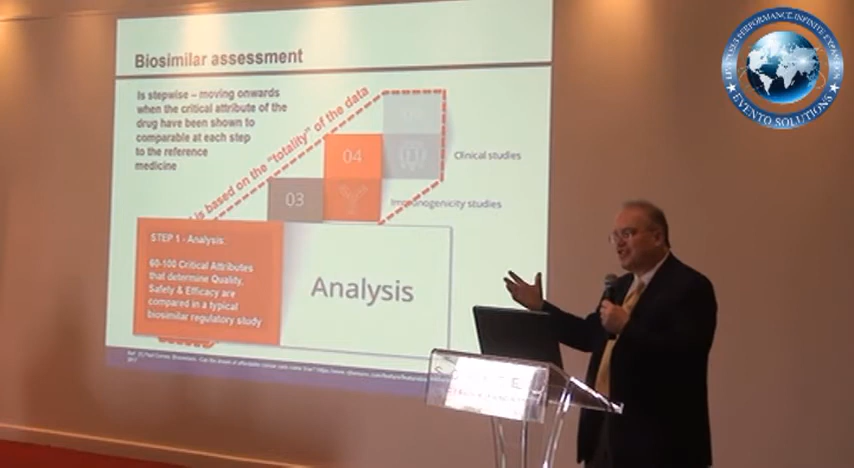 Biosimilar assessment
Is stepwise – moving onwards
when the critical attribute of the
drug have been shown to
comparable at each step
to the reference
medicine
is based on the "totality" of the data
04
Clinical studies
03
Immunogenicity studies
STEP 1 - Analysis:
60-100 Critical Attributes
that determine Quality,
Safety & Efficacy are
compared in a typical
biosimilar regulatory study
Analysis
INFINITE EXPANSION
EVENTO SOLUTIONS